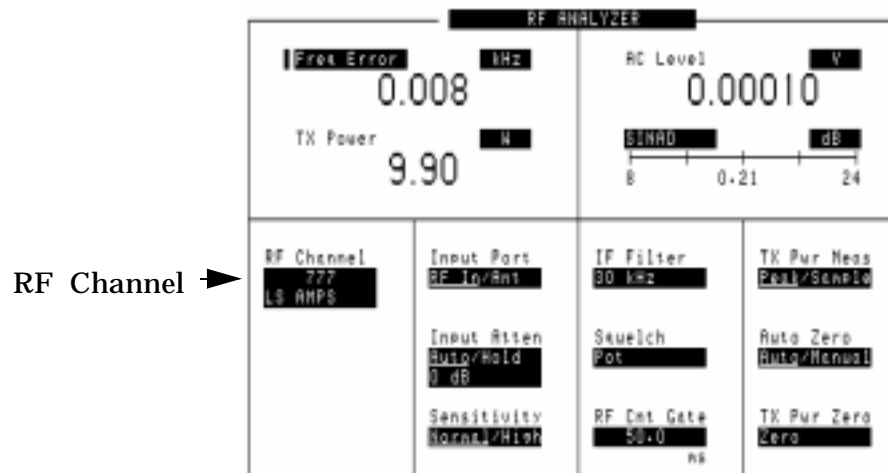 RF ANALYZER
Freq Error kHz
0.008
TX Power W
9.90
AC Level V
0.00010
SINAD dB
8 0.21 24
RF Channel
RF Channel
777
LS AMPS
Input Port
RF In/Ant
Input Atten
Auto/Hold
0 dB
Sensitivity
Normal/High
IF Filter
30 kHz
Squelch
Pot
RF Cnt Gate
50.0
ms
TX Pwr Meas
Peak/Sample
Auto Zero
Auto/Manual
TX Pwr Zero
Zero